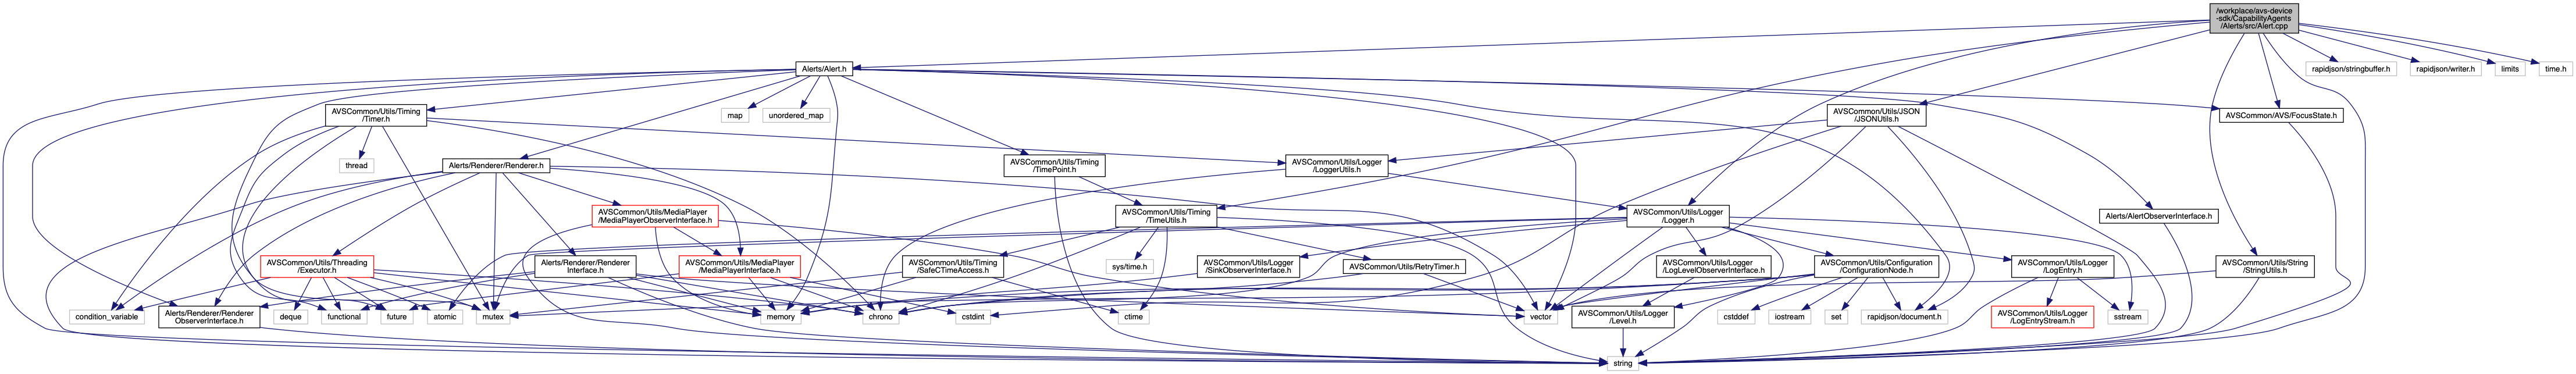 /workplace/avs-device
-sdk/CapabilityAgents
/Alerts/src/Alert.cpp
Alerts/Alert.h
rapidjson/stringbuffer.h
rapidjson/writer.h
limits
time.h
AVSCommon/Utils/Timing
/Timer.h
map
unordered_map
AVSCommon/Utils/JSON
/JSONUtils.h
AVSCommon/AVS/FocusState.h
thread
Alerts/Renderer/Renderer.h
AVSCommon/Utils/Timing
/TimePoint.h
AVSCommon/Utils/Logger
/LoggerUtils.h
AVSCommon/Utils/MediaPlayer
/MediaPlayerObserverInterface.h
AVSCommon/Utils/Timing
/TimeUtils.h
AVSCommon/Utils/Logger
/Logger.h
Alerts/AlertObserverInterface.h
AVSCommon/Utils/Threading
/Executor.h
Alerts/Renderer/Renderer
Interface.h
AVSCommon/Utils/MediaPlayer
/MediaPlayerInterface.h
AVSCommon/Utils/Timing
/SafeCTimeAccess.h
sys/time.h
AVSCommon/Utils/Logger
/SinkObserverInterface.h
AVSCommon/Utils/RetryTimer.h
AVSCommon/Utils/Logger
/LogLevelObserverInterface.h
AVSCommon/Utils/Configuration
/ConfigurationNode.h
AVSCommon/Utils/Logger
/LogEntry.h
AVSCommon/Utils/String
/StringUtils.h
condition_variable
Alerts/Renderer/Renderer
ObserverInterface.h
deque
functional
future
atomic
mutex
memory
chrono
cstdint
ctime
vector
AVSCommon/Utils/Logger
/Level.h
cstddef
iostream
set
rapidjson/document.h
AVSCommon/Utils/Logger
/LogEntryStream.h
sstream
string